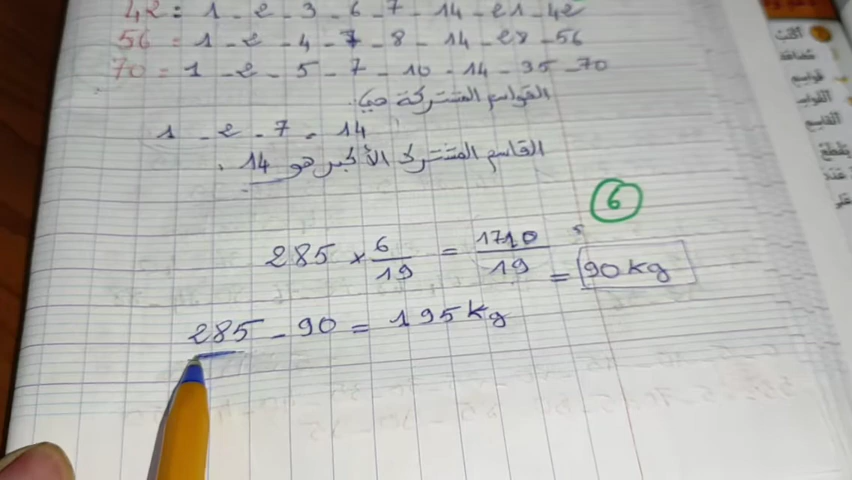 42 = 1 - 2 - 3 - 6 - 7 - 14 - 21 - 42
56 = 1 - 2 - 4 - 7 - 8 - 14 - 28 - 56
70 = 1 - 2 - 5 - 7 - 10 - 14 - 35 - 70
القواسم المشتركة هي:
1 - 2 - 7 - 14
القاسم المشترك الأكبر هو 14.
6
285 × 6/19 = 1710/19 = 90 kg
285 - 90 = 195 kg